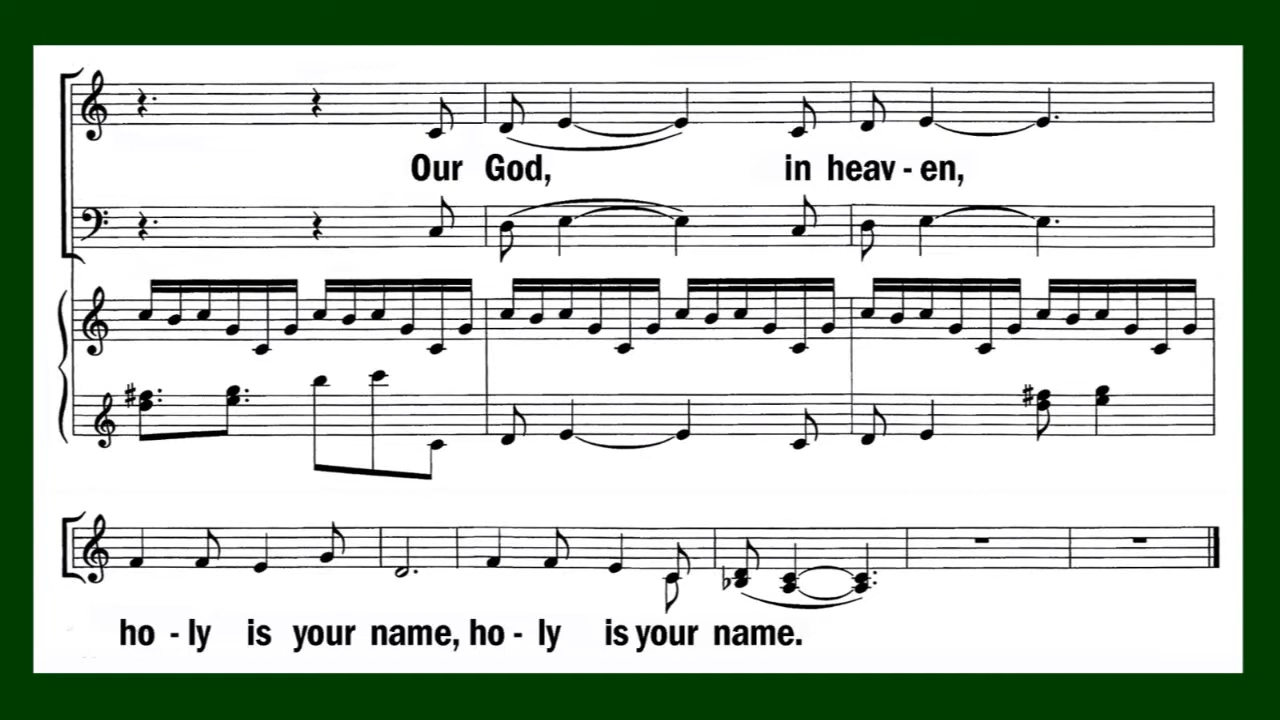 Our God, in heav - en,
ho - ly is your name, ho - ly is your name.